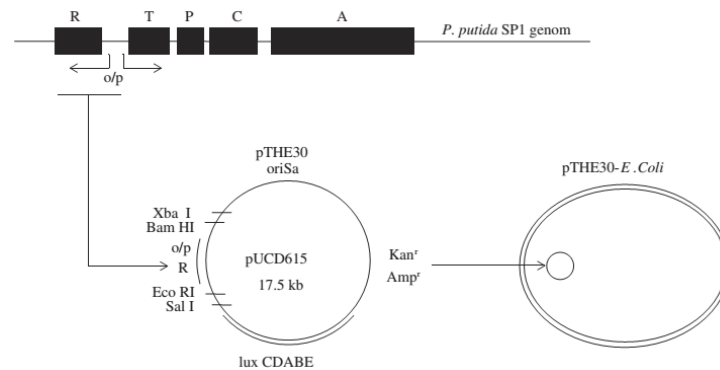 R T P C A
P. putida SP1 genom
o/p
pTHE30
oriSa
pTHE30-E .Coli
Xba I
Bam HI
o/p
R
pUCD615
17.5 kb
Kanʳ
Ampʳ
Eco RI
Sal I
lux CDABE